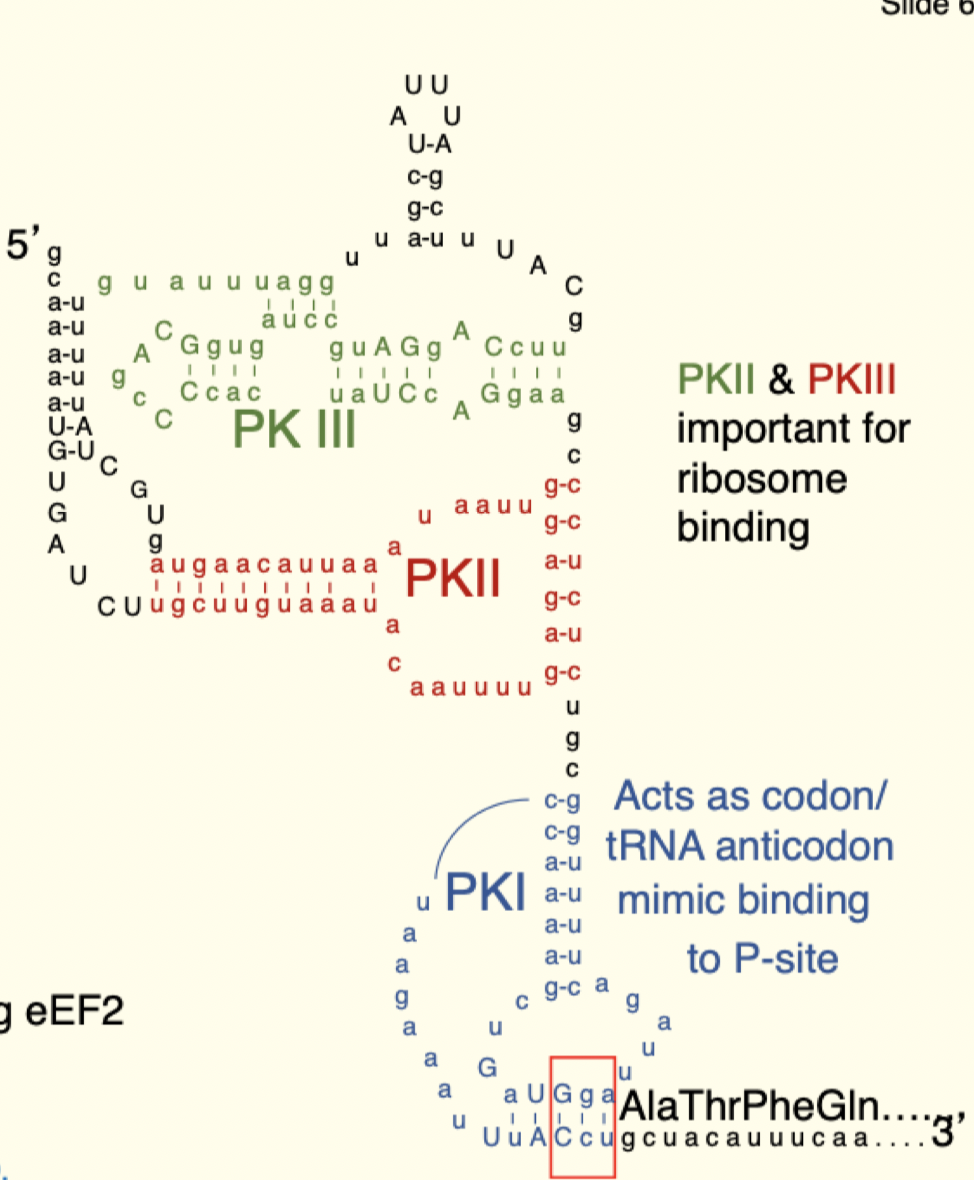 Slide 6
U U
A U
U-A
c-g
g-c
u u a-u u U A C g
5’ g
c
a-u
a-u
a-u
a-u
a-u
U-A
G-U
U C
G G
A U
U g
C U
g u a u u u a g g
a u c c
C G g u g
A
g
c
C C c a c
PK III
g u A G g A C c u u
u a U C c A G g a a
g
c
PKII & PKIII
important for
ribosome
binding
g-c
g-c
a-u
g-c
a-u
g-c
u a a u u
a
a u g a a c a u u a a
u g c u u g u a a a u
PKII
a
c
a a u u u u
u
g
c
c-g
c-g
a-u
a-u
a-u
a-u
g-c
Acts as codon/
tRNA anticodon
mimic binding
to P-site
PKI
u
a
a
g
a
a
a
u
c
u
G
a
g
a
u
u
g eEF2
a U G g a AlaThrPheGln.....,,
U u A C c u g c u a c a u u u c a a . . . . 3’